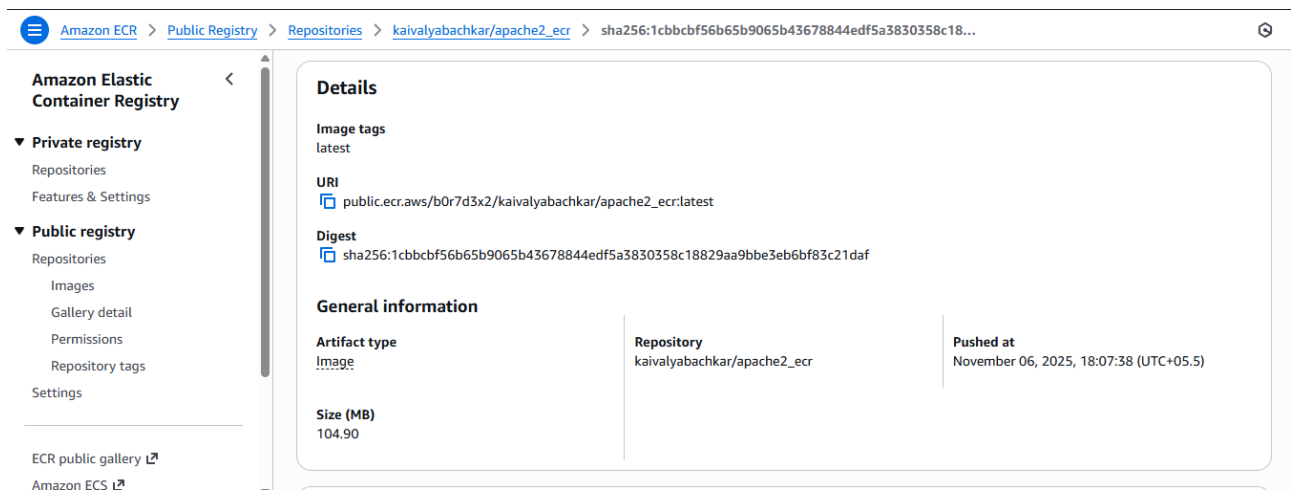 Amazon ECR > Public Registry > Repositories > kaivalyabachkar/apache2_ecr > sha256:1cbbcbf56b65b9065b43678844edf5a3830358c18...
Amazon Elastic
Container Registry
Private registry
Repositories
Features & Settings
Public registry
Repositories
Images
Gallery detail
Permissions
Repository tags
Settings
ECR public gallery
Amazon ECS
Details
Image tags
latest
URI
public.ecr.aws/b0r7d3x2/kaivalyabachkar/apache2_ecr:latest
Digest
sha256:1cbbcbf56b65b9065b43678844edf5a3830358c18829aa9bbe3eb6bf83c21daf
General information
Artifact type
Image
Repository
kaivalyabachkar/apache2_ecr
Pushed at
November 06, 2025, 18:07:38 (UTC+05.5)
Size (MB)
104.90